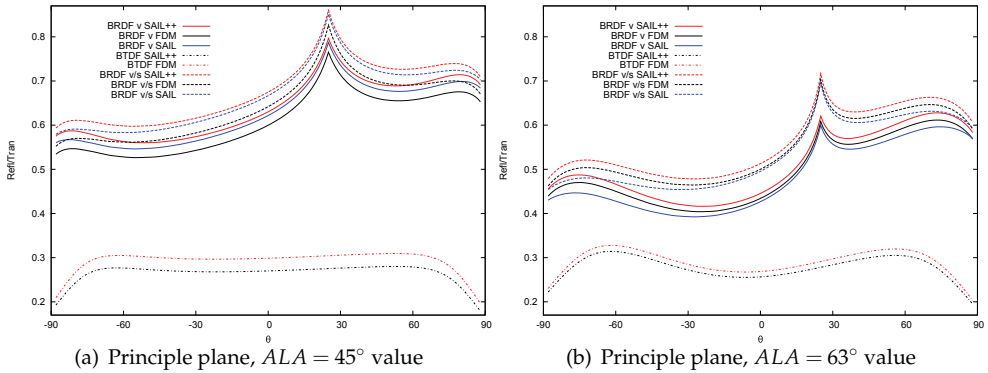 BRDF v SAIL++
BRDF v FDM
BRDF v SAIL
BTDF SAIL++
BTDF FDM
BRDF v/s SAIL++
BRDF v/s FDM
BRDF v/s SAIL
0.8
0.7
0.6
0.5
0.4
0.3
0.2
Refl/Tran
-90 -60 -30 0 30 60 90
θ
(a) Principle plane, ALA = 45° value
BRDF v SAIL++
BRDF v FDM
BRDF v SAIL
BTDF SAIL++
BTDF FDM
BRDF v/s SAIL++
BRDF v/s FDM
BRDF v/s SAIL
0.8
0.7
0.6
0.5
0.4
0.3
0.2
Refl/Tran
-90 -60 -30 0 30 60 90
θ
(b) Principle plane, ALA = 63° value